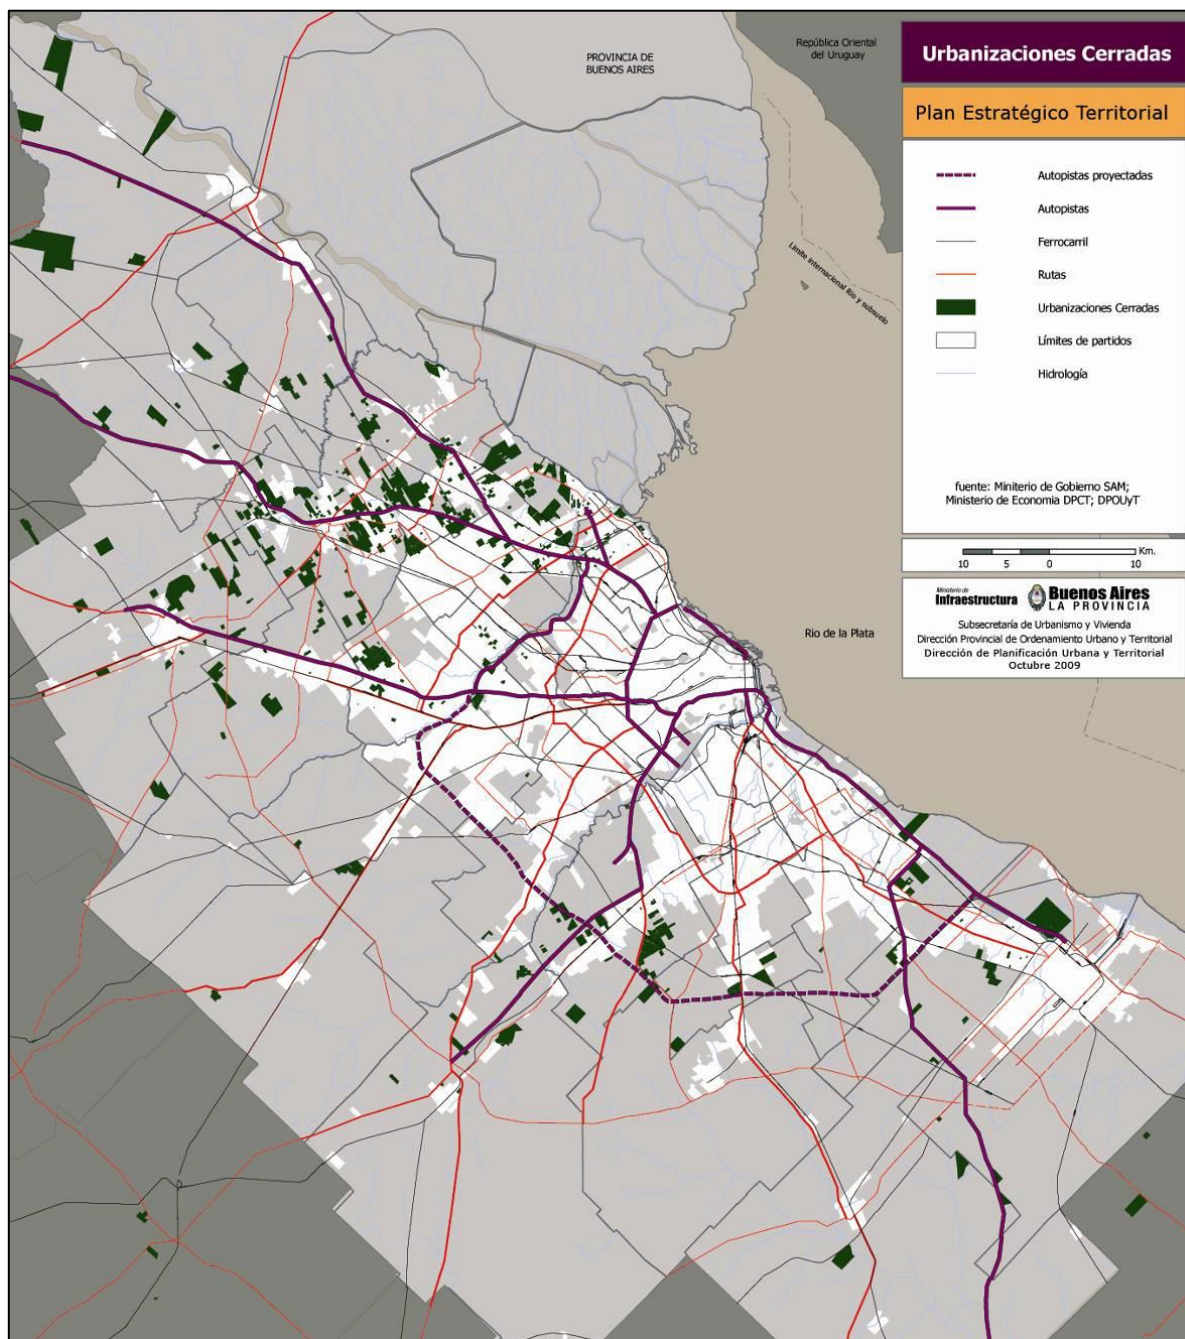 PROVINCIA DE
BUENOS AIRES
República Oriental
del Uruguay
Límite internacional Río y subsuelo
Rio de la Plata
Urbanizaciones Cerradas
Plan Estratégico Territorial
Autopistas proyectadas
Autopistas
Ferrocarril
Rutas
Urbanizaciones Cerradas
Límites de partidos
Hidrología
fuente: Miniterio de Gobierno SAM;
Ministerio de Economia DPCT; DPOUyT
10 5 0 10 Km.
Ministerio de
Infraestructura
Buenos Aires
LA PROVINCIA
Subsecretaría de Urbanismo y Vivienda
Dirección Provincial de Ordenamiento Urbano y Territorial
Dirección de Planificación Urbana y Territorial
Octubre 2009